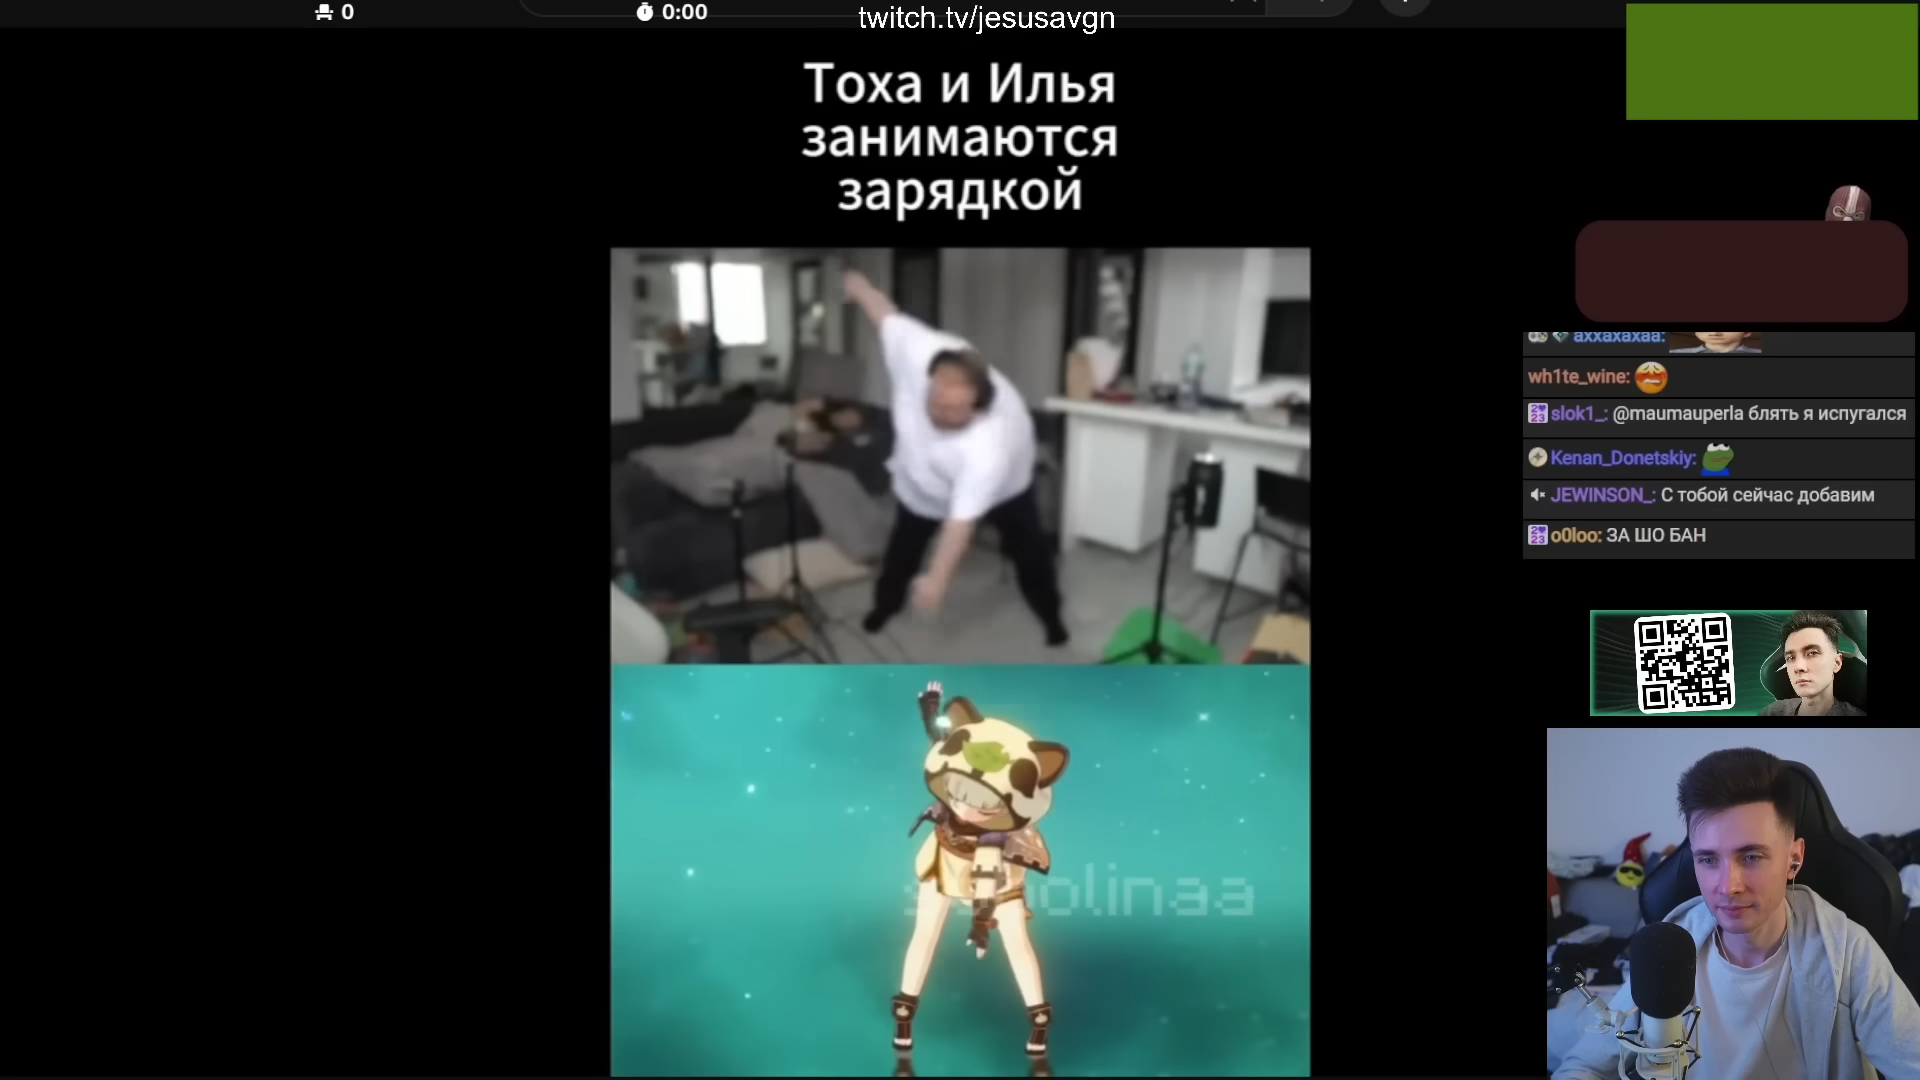 0
0:00
twitch.tv/jesusavgn
Тоха и Илья
занимаются
зарядкой
аххахахаа:
wh1te_wine:
slok1_: @maumauperla блять я испугался
Kenan_Donetskiy:
JEWINSON_: С тобой сейчас добавим
o0loo: ЗА ШО БАН